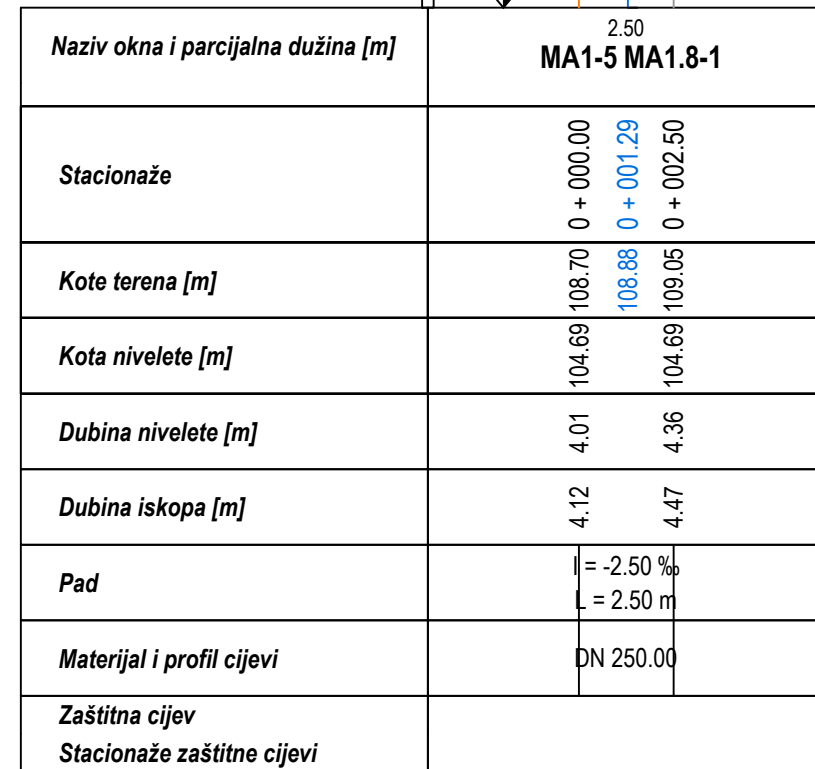 Naziv okna i parcijalna dužina [m]
2.50
MA1-5 MA1.8-1
Stacionaže
0 + 000.00
0 + 001.29
0 + 002.50
Kote terena [m]
108.70
108.88
109.05
Kota nivelete [m]
104.69
104.69
Dubina nivelete [m]
4.01
4.36
Dubina iskopa [m]
4.12
4.47
Pad
I = -2.50 ‰
L = 2.50 m
Materijal i profil cijevi
DN 250.00
Zaštitna cijev
Stacionaže zaštitne cijevi